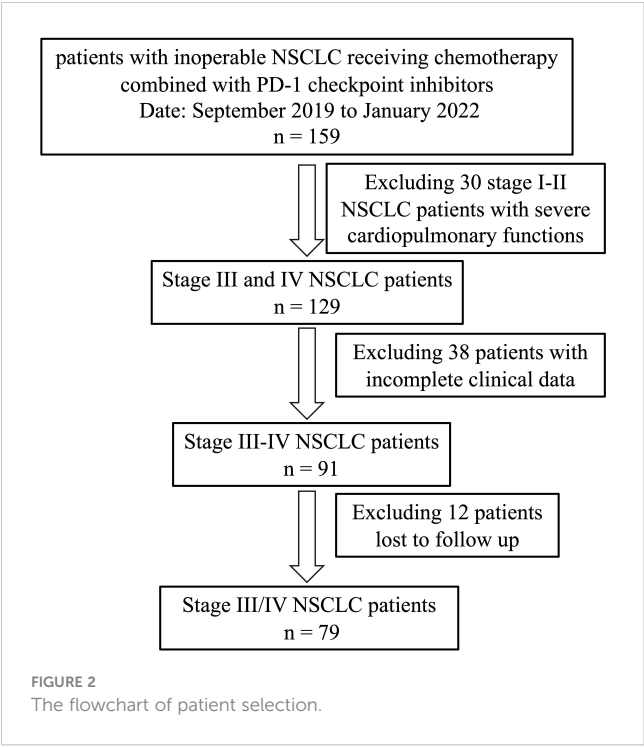 patients with inoperable NSCLC receiving chemotherapy
combined with PD-1 checkpoint inhibitors
Date: September 2019 to January 2022
n = 159
Excluding 30 stage I-II
NSCLC patients with severe
cardiopulmonary functions
Stage III and IV NSCLC patients
n = 129
Excluding 38 patients with
incomplete clinical data
Stage III-IV NSCLC patients
n = 91
Excluding 12 patients
lost to follow up
Stage III/IV NSCLC patients
n = 79
FIGURE 2
The flowchart of patient selection.